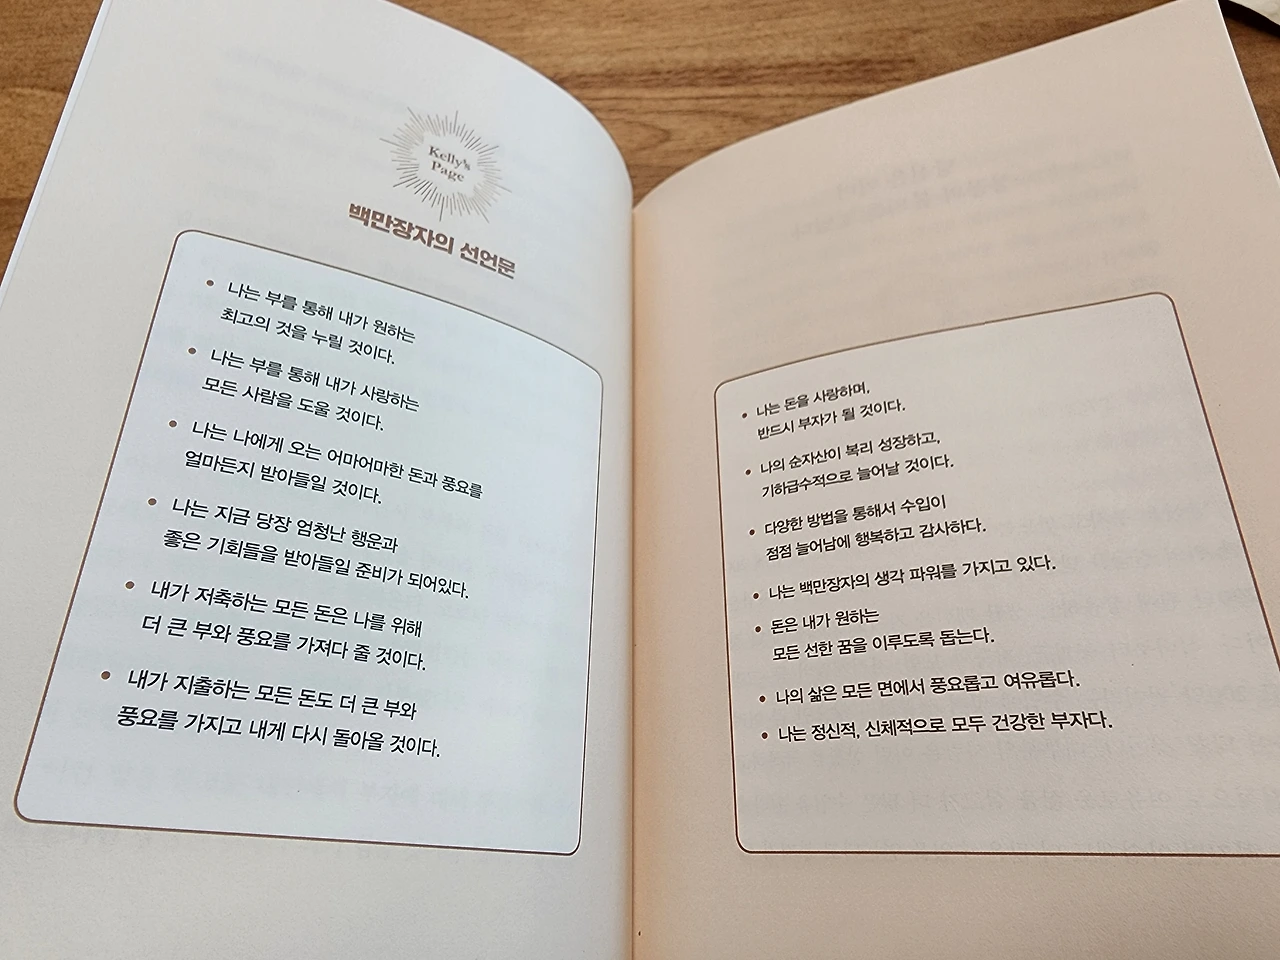 Kelly's
Page
백만장자의 선언문
• 나는 부를 통해 내가 원하는
최고의 것을 누릴 것이다.
• 나는 부를 통해 내가 사랑하는
모든 사람을 도울 것이다.
• 나는 나에게 오는 어마어마한 돈과 풍요를
얼마든지 받아들일 것이다.
• 나는 지금 당장 엄청난 행운과
좋은 기회들을 받아들일 준비가 되어있다.
• 내가 저축하는 모든 돈은 나를 위해
더 큰 부와 풍요를 가져다 줄 것이다.
• 내가 지출하는 모든 돈도 더 큰 부와
풍요를 가지고 내게 다시 돌아올 것이다.
• 나는 돈을 사랑하며,
반드시 부자가 될 것이다.
• 나의 순자산이 복리 성장하고,
기하급수적으로 늘어날 것이다.
• 다양한 방법을 통해서 수입이
점점 늘어남에 행복하고 감사하다.
• 나는 백만장자의 생각 파워를 가지고 있다.
• 돈은 내가 원하는
모든 선한 꿈을 이루도록 돕는다.
• 나의 삶은 모든 면에서 풍요롭고 여유롭다.
• 나는 정신적, 신체적으로 모두 건강한 부자다.